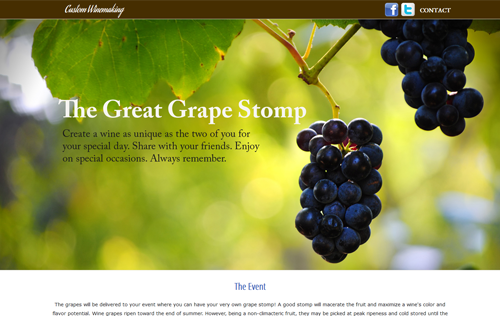 Custom Winemaking
CONTACT
The Great Grape Stomp
Create a wine as unique as the two of you for
your special day. Share with your friends. Enjoy
on special occasions. Always remember.
The Event
The grapes will be delivered to your event where you can have your very own grape stomp! A good stomp will macerate the fruit and maximize a wine's color and
flavor potential. Wine grapes ripen toward the end of summer. However, being a non-climacteric fruit, they may be picked at peak ripeness and cold stored until the